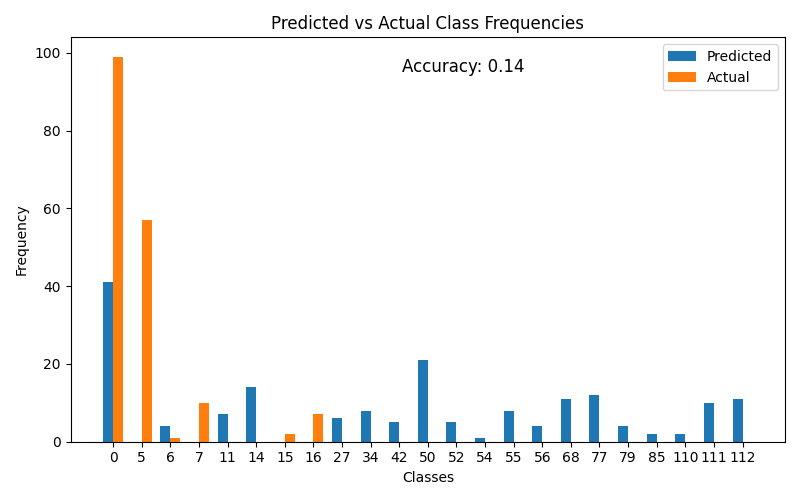 Predicted vs Actual Class Frequencies
Accuracy: 0.14
Predicted
Actual
Frequency
100
80
60
40
20
0
0 5 6 7 11 14 15 16 27 34 42 50 52 54 55 56 68 77 79 85 110 111 112
Classes